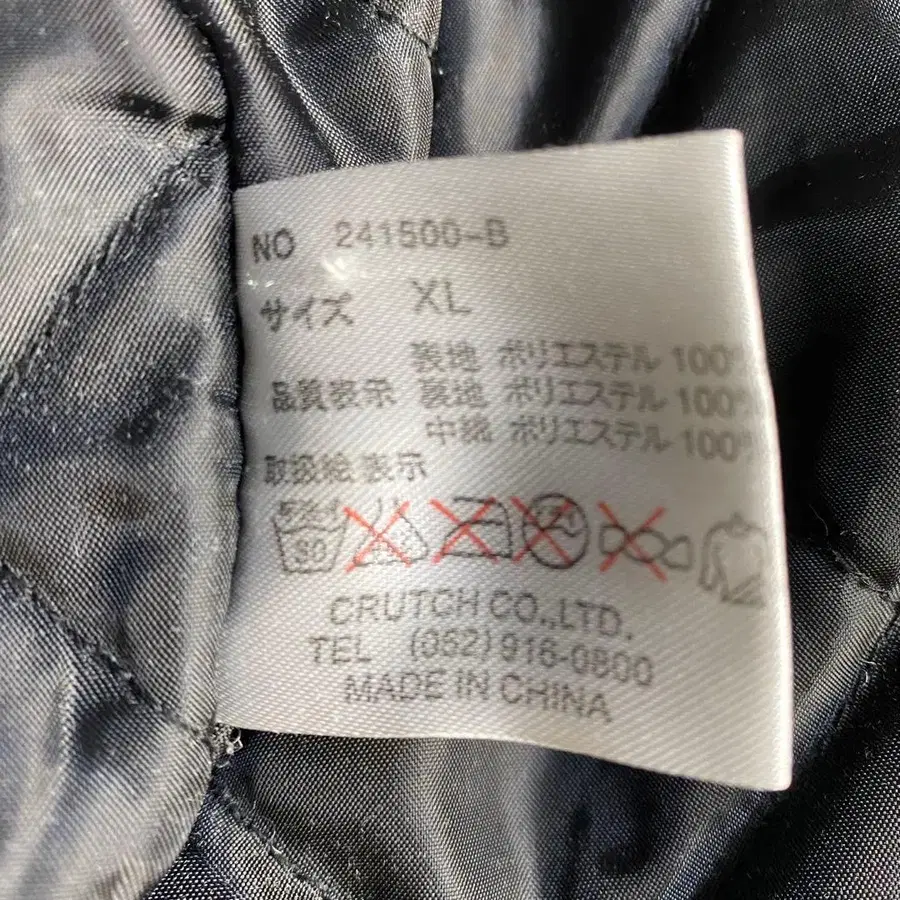 NO 241500-B
サイズ XL
表地 ポリエステル 100%
品質表示 裏地 ポリエステル 100%
中綿 ポリエステル 100%
取扱絵表示
CRUTCH CO.,LTD.
TEL (062)916-0800
MADE IN CHINA